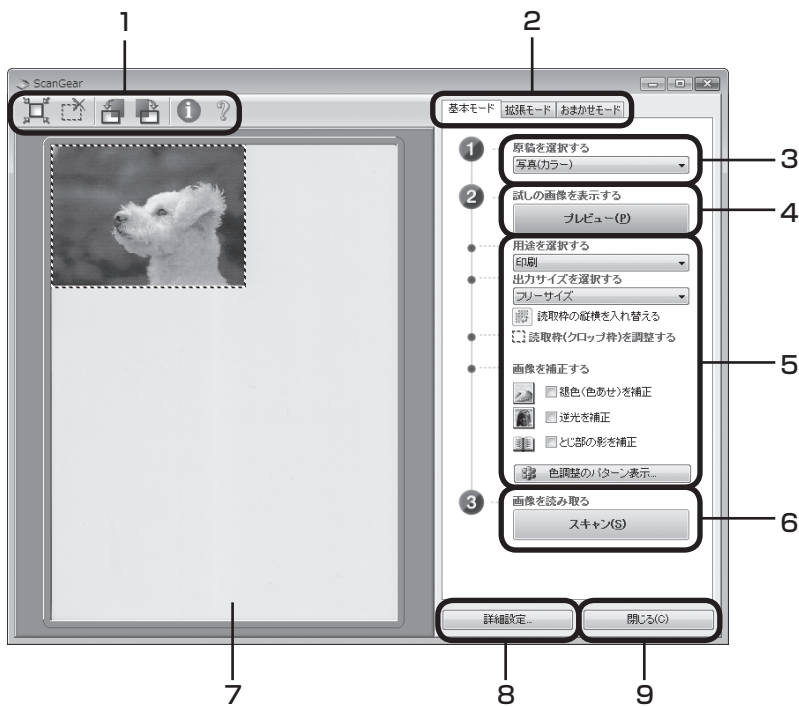 1
2
ScanGear
基本モード 拡張モード おまかせモード
1 原稿を選択する
写真(カラー)
3
2 試しの画像を表示する
プレビュー(P)
4
用途を選択する
印刷
出力サイズを選択する
フリーサイズ
読取枠の縦横を入れ替える
読取枠(クロップ枠)を調整する
5
画像を補正する
褪色(色あせ)を補正
逆光を補正
とじ部の影を補正
色調整のパターン表示...
3 画像を読み取る
スキャン(S)
6
詳細設定...
閉じる(C)
7
8
9